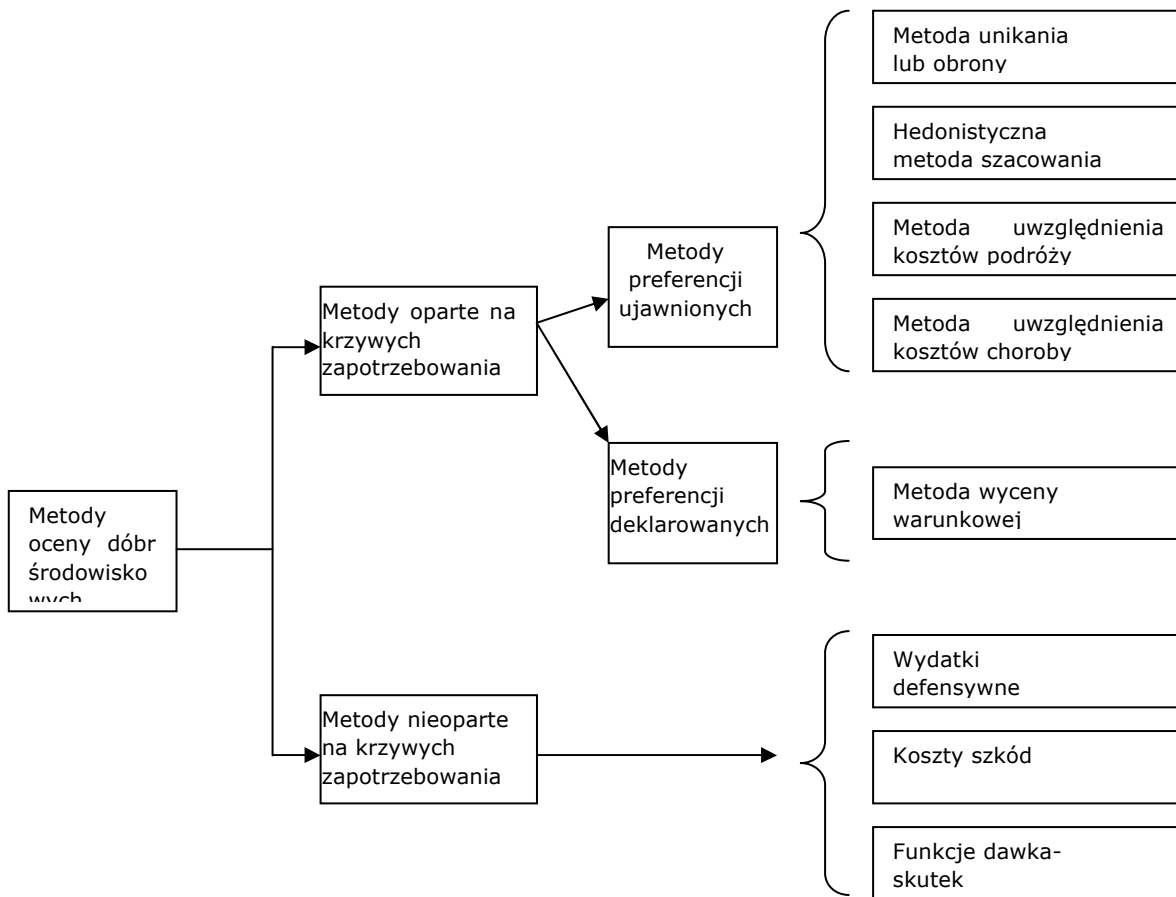 Metoda unikania
lub obrony
Hedonistyczna
metoda szacowania
Metoda uwzględnienia
kosztów podróży
Metoda uwzględnienia
kosztów choroby
Metody
preferencji
ujawnionych
Metody oparte na
krzywych
zapotrzebowania
Metody
preferencji
deklarowanych
Metoda wyceny
warunkowej
Metody
oceny dóbr
środowisko
wych
Metody nieoparte
na krzywych
zapotrzebowania
Wydatki
defensywne
Koszty szkód
Funkcje dawka-
skutek